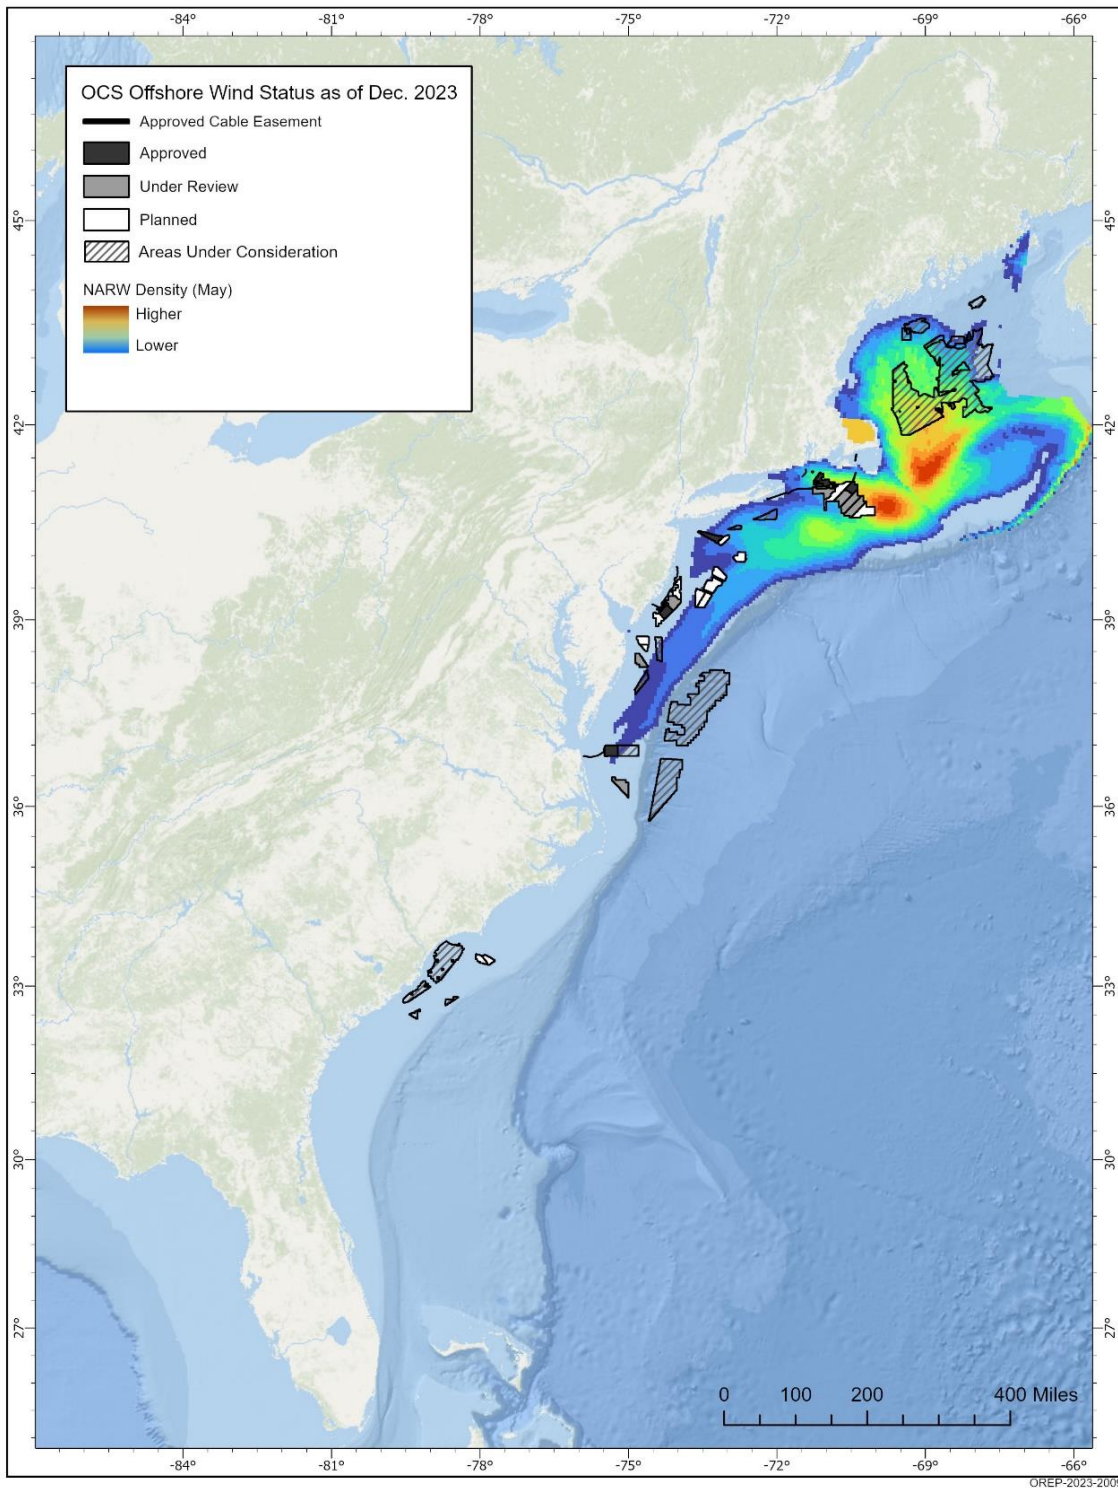 -84° -81° -78° -75° -72° -69° -66°
OCS Offshore Wind Status as of Dec. 2023
Approved Cable Easement
Approved
Under Review
Planned
Areas Under Consideration
NARW Density (May)
Higher
Lower
45° 45°
42° 42°
39° 39°
36° 36°
33° 33°
30° 30°
27° 27°
0 100 200 400 Miles
-84° -81° -78° -75° -72° -69° -66°